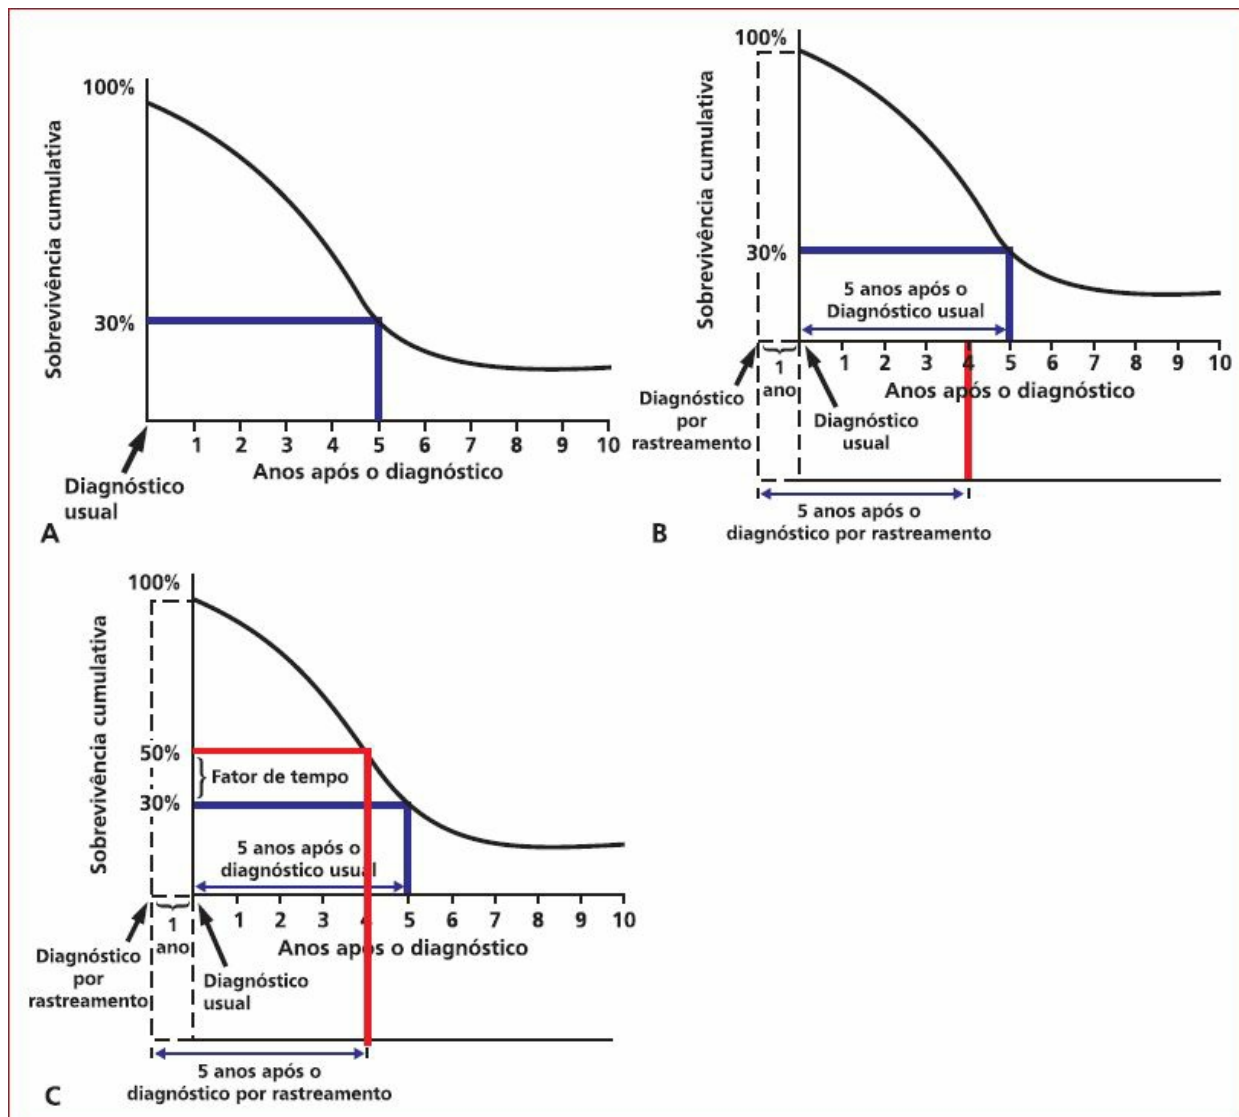 100%
Sobrevivência cumulativa
30%
1 2 3 4 5 6 7 8 9 10
Anos após o diagnóstico
Diagnóstico
usual
A
100%
Sobrevivência cumulativa
30%
5 anos após o
Diagnóstico usual
1 2 3 4 5 6 7 8 9 10
1
ano
Anos após o diagnóstico
Diagnóstico
por
rastreamento
Diagnóstico
usual
5 anos após o
diagnóstico por rastreamento
B
100%
Sobrevivência cumulativa
50%
Fator de tempo
30%
5 anos após o
diagnóstico usual
1 2 3 4 5 6 7 8 9 10
1
ano
Anos após o diagnóstico
Diagnóstico
por
rastreamento
Diagnóstico
usual
5 anos após o
diagnóstico por rastreamento
C